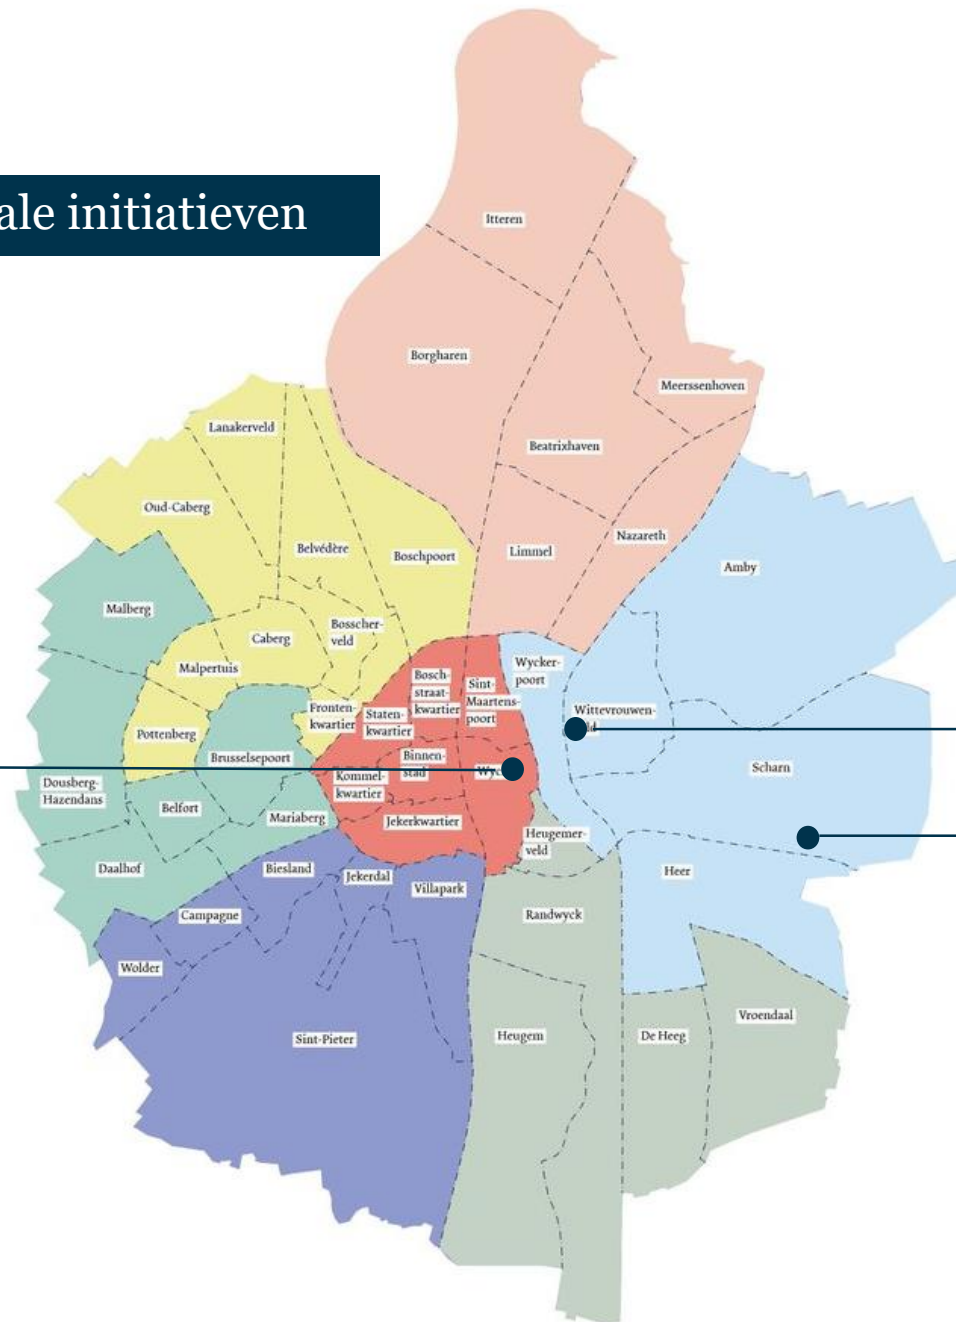 ale initiatieven
Itteren
Borgharen
Meerssenhoven
Lanakerveld
Beatrixhaven
Oud-Caberg
Nazareth
Belvédère
Limmel
Boschpoort
Amby
Malberg
Bosscher-
veld
Caberg
Malpertuis
Wycker-
poort
Bosch-
straat-
kwartier
Sint-
Maartens-
poort
Fronten-
kwartier
Staten-
kwartier
Wittevrouwen-
Pottenberg
Brusselsepoort
Binnen-
stad
Scharn
Kommel-
kwartier
Dousberg-
Hazendans
Belfort
Mariaberg
Jekerkwartier
Heugemer-
veld
Daalhof
Biesland
Jekerdal
Villapark
Heer
Campagne
Randwyck
Wolder
Sint-Pieter
Heugem
De Heeg
Vroendaal